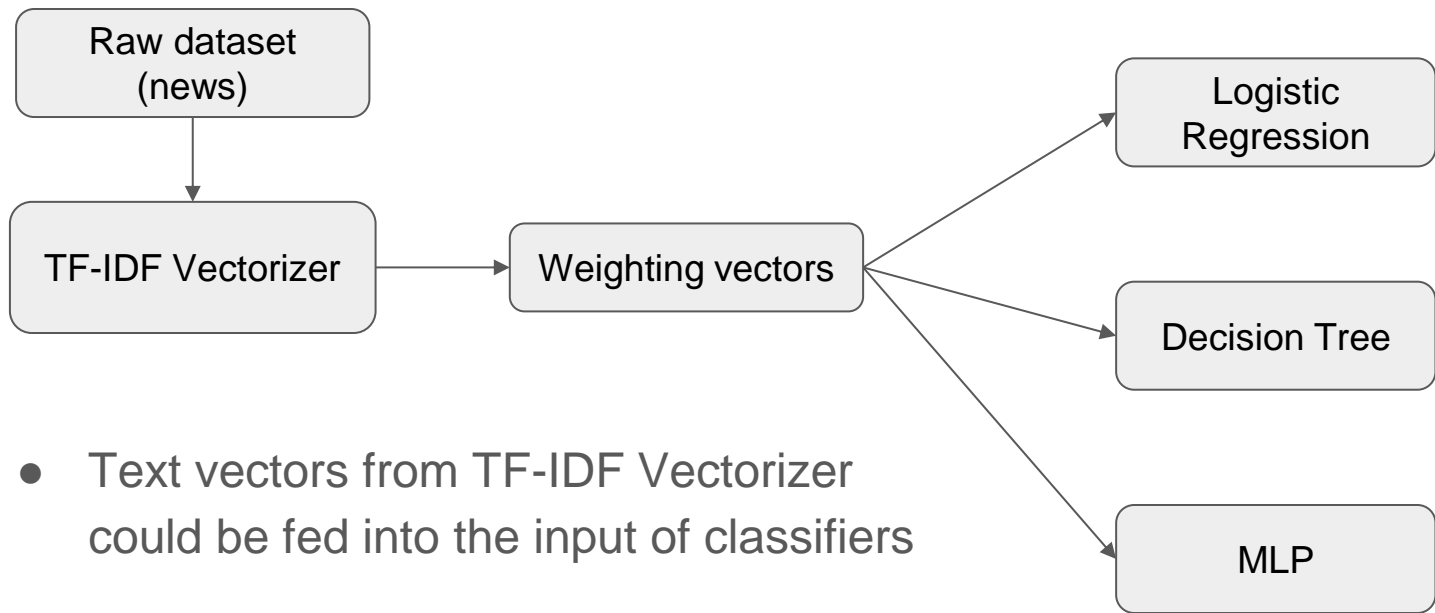 Raw dataset
(news)
TF-IDF Vectorizer
Weighting vectors
Logistic
Regression
Decision Tree
MLP
● Text vectors from TF-IDF Vectorizer
could be fed into the input of classifiers